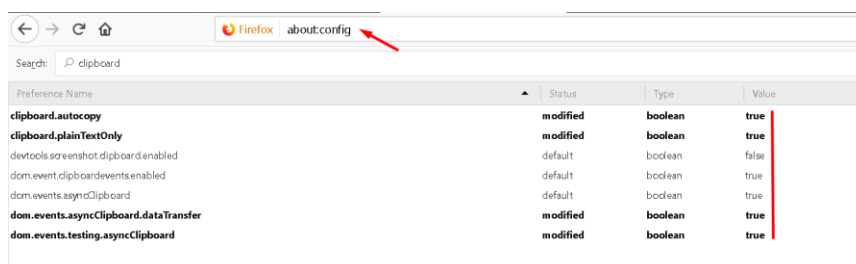 Firefox about:config
Search: clipboard
Preference Name Status Type Value
clipboard.autocopy modified boolean true
clipboard.plainTextOnly modified boolean true
devtools.screenshot.clipboard.enabled default boolean false
dom.event.clipboardevents.enabled default boolean true
dom.events.asyncClipboard default boolean true
dom.events.asyncClipboard.dataTransfer modified boolean true
dom.events.testing.asyncClipboard modified boolean true